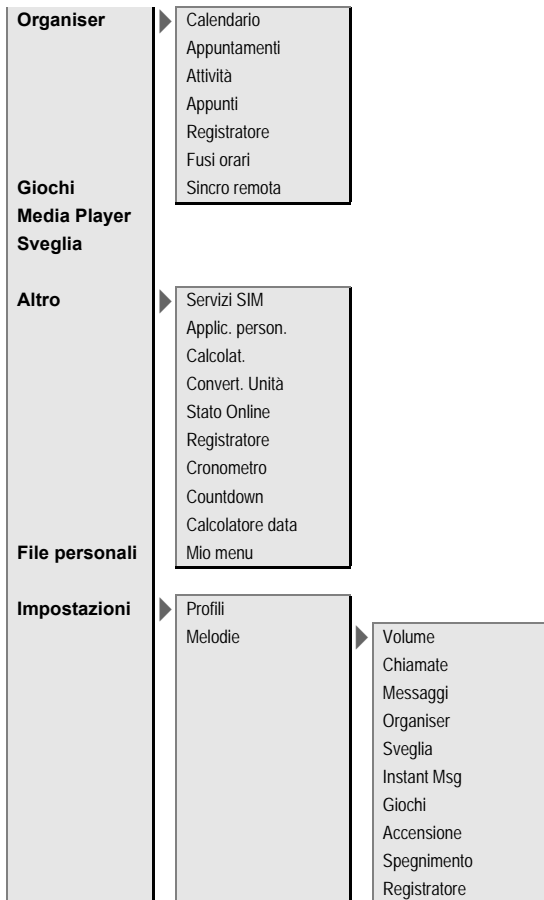 Organiser
Calendario
Appuntamenti
Attività
Appunti
Registratore
Fusi orari
Giochi
Sincro remota
Media Player
Sveglia
Altro
Servizi SIM
Applic. person.
Calcolat.
Convert. Unità
Stato Online
Registratore
Cronometro
Countdown
Calcolatore data
File personali
Mio menu
Impostazioni
Profili
Melodie
Volume
Chiamate
Messaggi
Organiser
Sveglia
Instant Msg
Giochi
Accensione
Spegnimento
Registratore